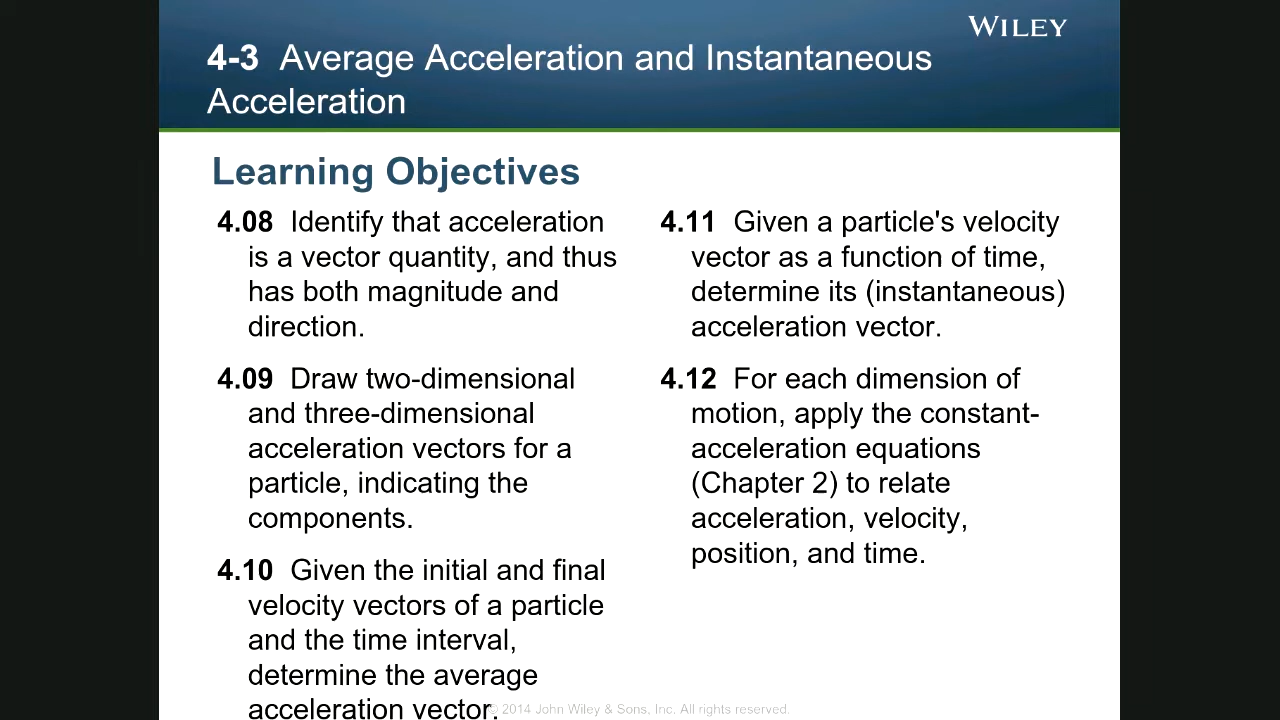 WILEY
4-3 Average Acceleration and Instantaneous
Acceleration
Learning Objectives
4.08 Identify that acceleration
is a vector quantity, and thus
has both magnitude and
direction.
4.09 Draw two-dimensional
and three-dimensional
acceleration vectors for a
particle, indicating the
components.
4.10 Given the initial and final
velocity vectors of a particle
and the time interval,
determine the average
acceleration vector.
4.11 Given a particle's velocity
vector as a function of time,
determine its (instantaneous)
acceleration vector.
4.12 For each dimension of
motion, apply the constant-
acceleration equations
(Chapter 2) to relate
acceleration, velocity,
position, and time.
© 2014 John Wiley & Sons, Inc. All rights reserved.